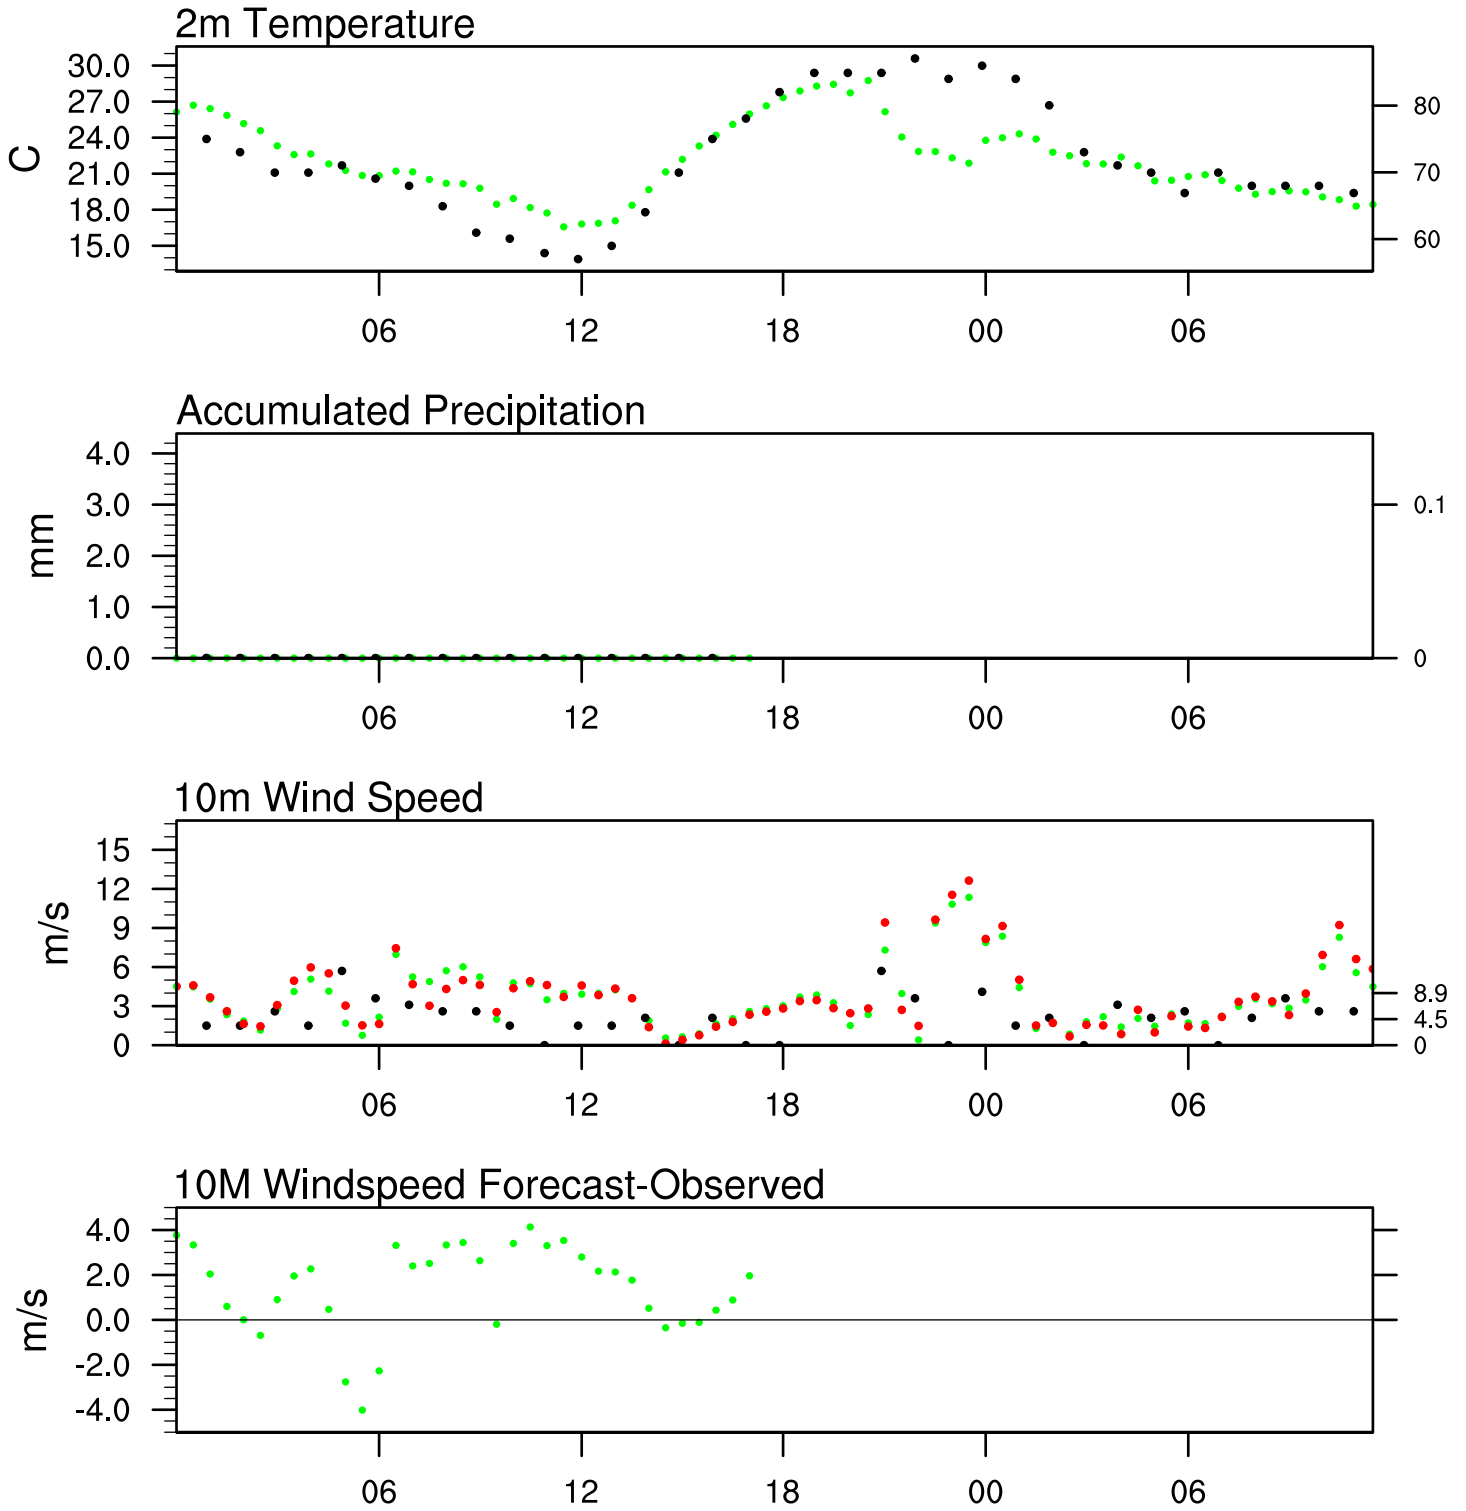 2m Temperature
30.0
27.0
24.0
21.0
18.0
15.0
C
80
70
60
06 12 18 00 06
Accumulated Precipitation
4.0
3.0
2.0
1.0
0.0
mm
0.1
0
06 12 18 00 06
10m Wind Speed
15
12
9
6
3
0
m/s
8.9
4.5
0
06 12 18 00 06
10M Windspeed Forecast-Observed
4.0
2.0
0.0
-2.0
-4.0
m/s
06 12 18 00 06